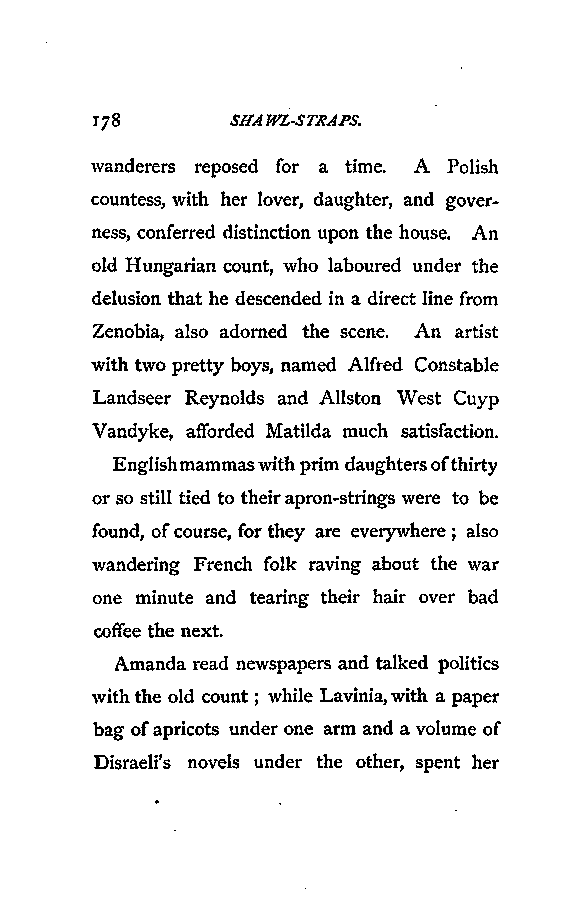 178 SHAWL-STRAPS.
wanderers reposed for a time. A Polish
countess, with her lover, daughter, and gover-
ness, conferred distinction upon the house. An
old Hungarian count, who laboured under the
delusion that he descended in a direct line from
Zenobia, also adorned the scene. An artist
with two pretty boys, named Alfred Constable
Landseer Reynolds and Allston West Cuyp
Vandyke, afforded Matilda much satisfaction.
English mammas with prim daughters of thirty
or so still tied to their apron-strings were to be
found, of course, for they are everywhere ; also
wandering French folk raving about the war
one minute and tearing their hair over bad
coffee the next.
Amanda read newspapers and talked politics
with the old count ; while Lavinia, with a paper
bag of apricots under one arm and a volume of
Disraeli's novels under the other, spent her